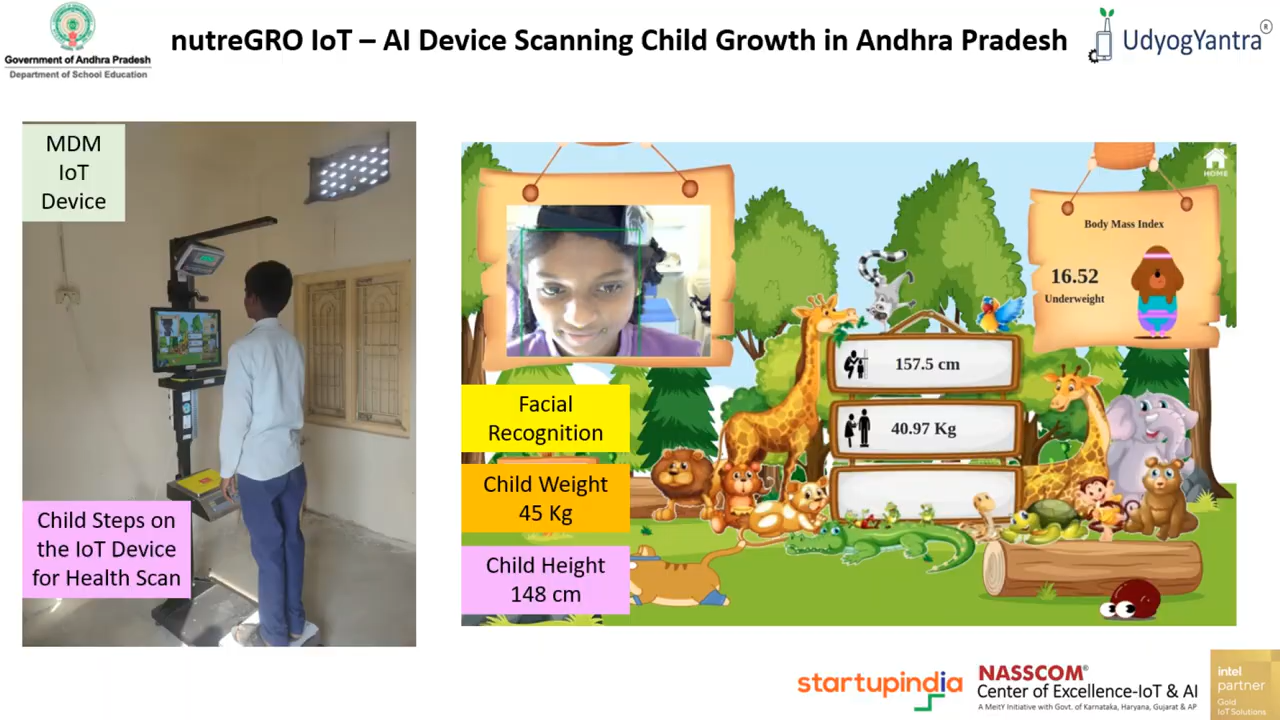 Government of Andhra Pradesh
Department of School Education
nutreGRO IoT – AI Device Scanning Child Growth in Andhra Pradesh
UdyogYantra®
MDM
IoT
Device
Child Steps on
the IoT Device
for Health Scan
HOME
Body Mass Index
16.52
Underweight
157.5 cm
40.97 Kg
Facial
Recognition
Child Weight
45 Kg
Child Height
148 cm
startupindia
NASSCOM®
Center of Excellence-IoT & AI
A MeitY Initiative with Govt. of Karnataka, Haryana, Gujarat & AP
intel
partner
Gold
IoT Solutions